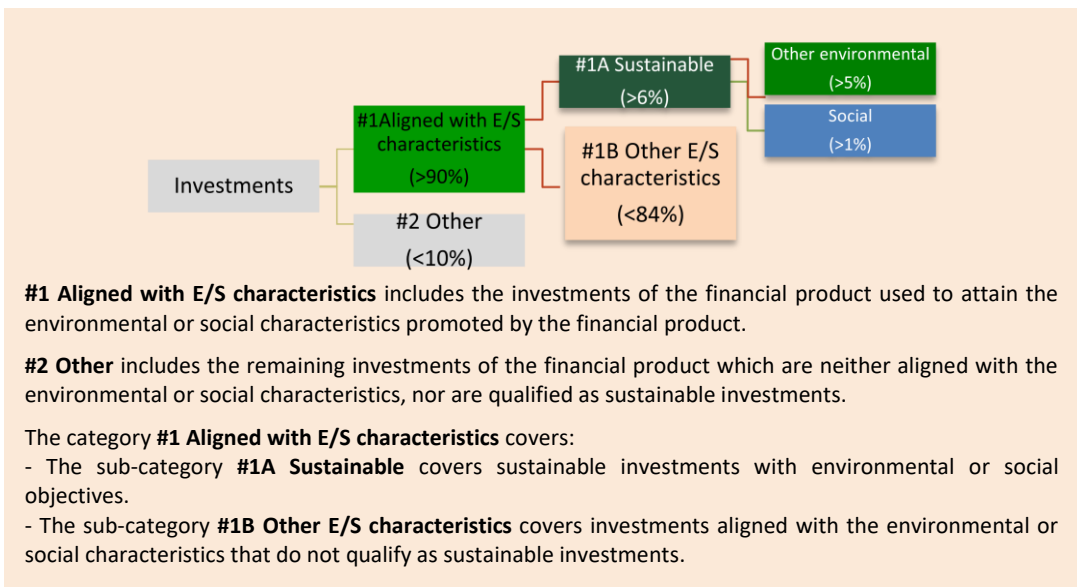 Other environmental
(>5%)
#1A Sustainable
(>6%)
Social
(>1%)
#1Aligned with E/S
characteristics
(>90%)
#1B Other E/S
characteristics
(<84%)
Investments
#2 Other
(<10%)
#1 Aligned with E/S characteristics includes the investments of the financial product used to attain the
environmental or social characteristics promoted by the financial product.
#2 Other includes the remaining investments of the financial product which are neither aligned with the
environmental or social characteristics, nor are qualified as sustainable investments.
The category #1 Aligned with E/S characteristics covers:
- The sub-category #1A Sustainable covers sustainable investments with environmental or social
objectives.
- The sub-category #1B Other E/S characteristics covers investments aligned with the environmental or
social characteristics that do not qualify as sustainable investments.